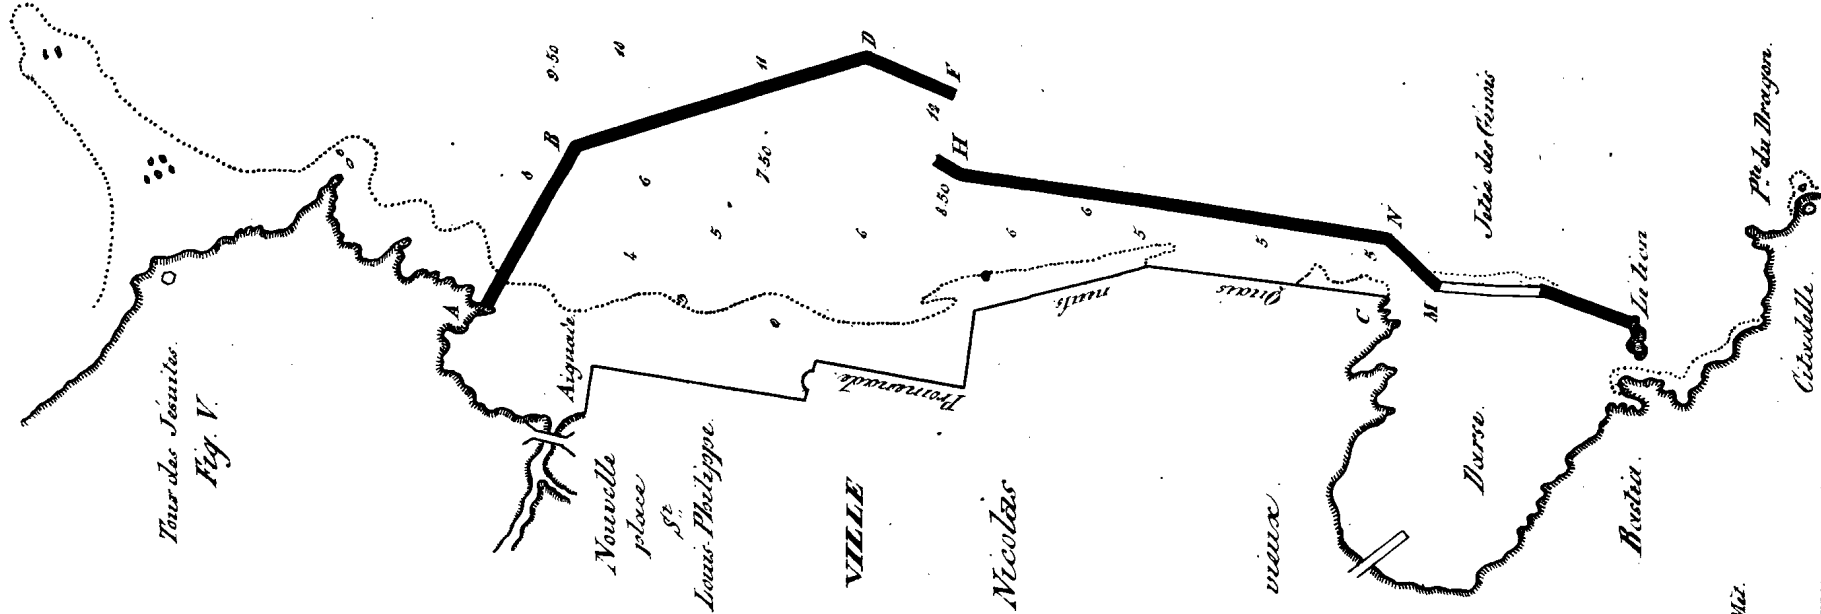 Tour des Jésuites.
Fig. V.
A
Aiguade
B
9.50
10
11
D
F
12
H
8
6
7.50
8.50
4
5
6
6
6
5
5
5
N
M
C
Nouvelle
place
St.
Louis-Philippe.
VILLE
Nicolas
vieux
Promenade.
neufs
Quais
Jetée des Génois
Darse.
Bastia.
Le Lion
Pte. du Dragon.
Citadelle.